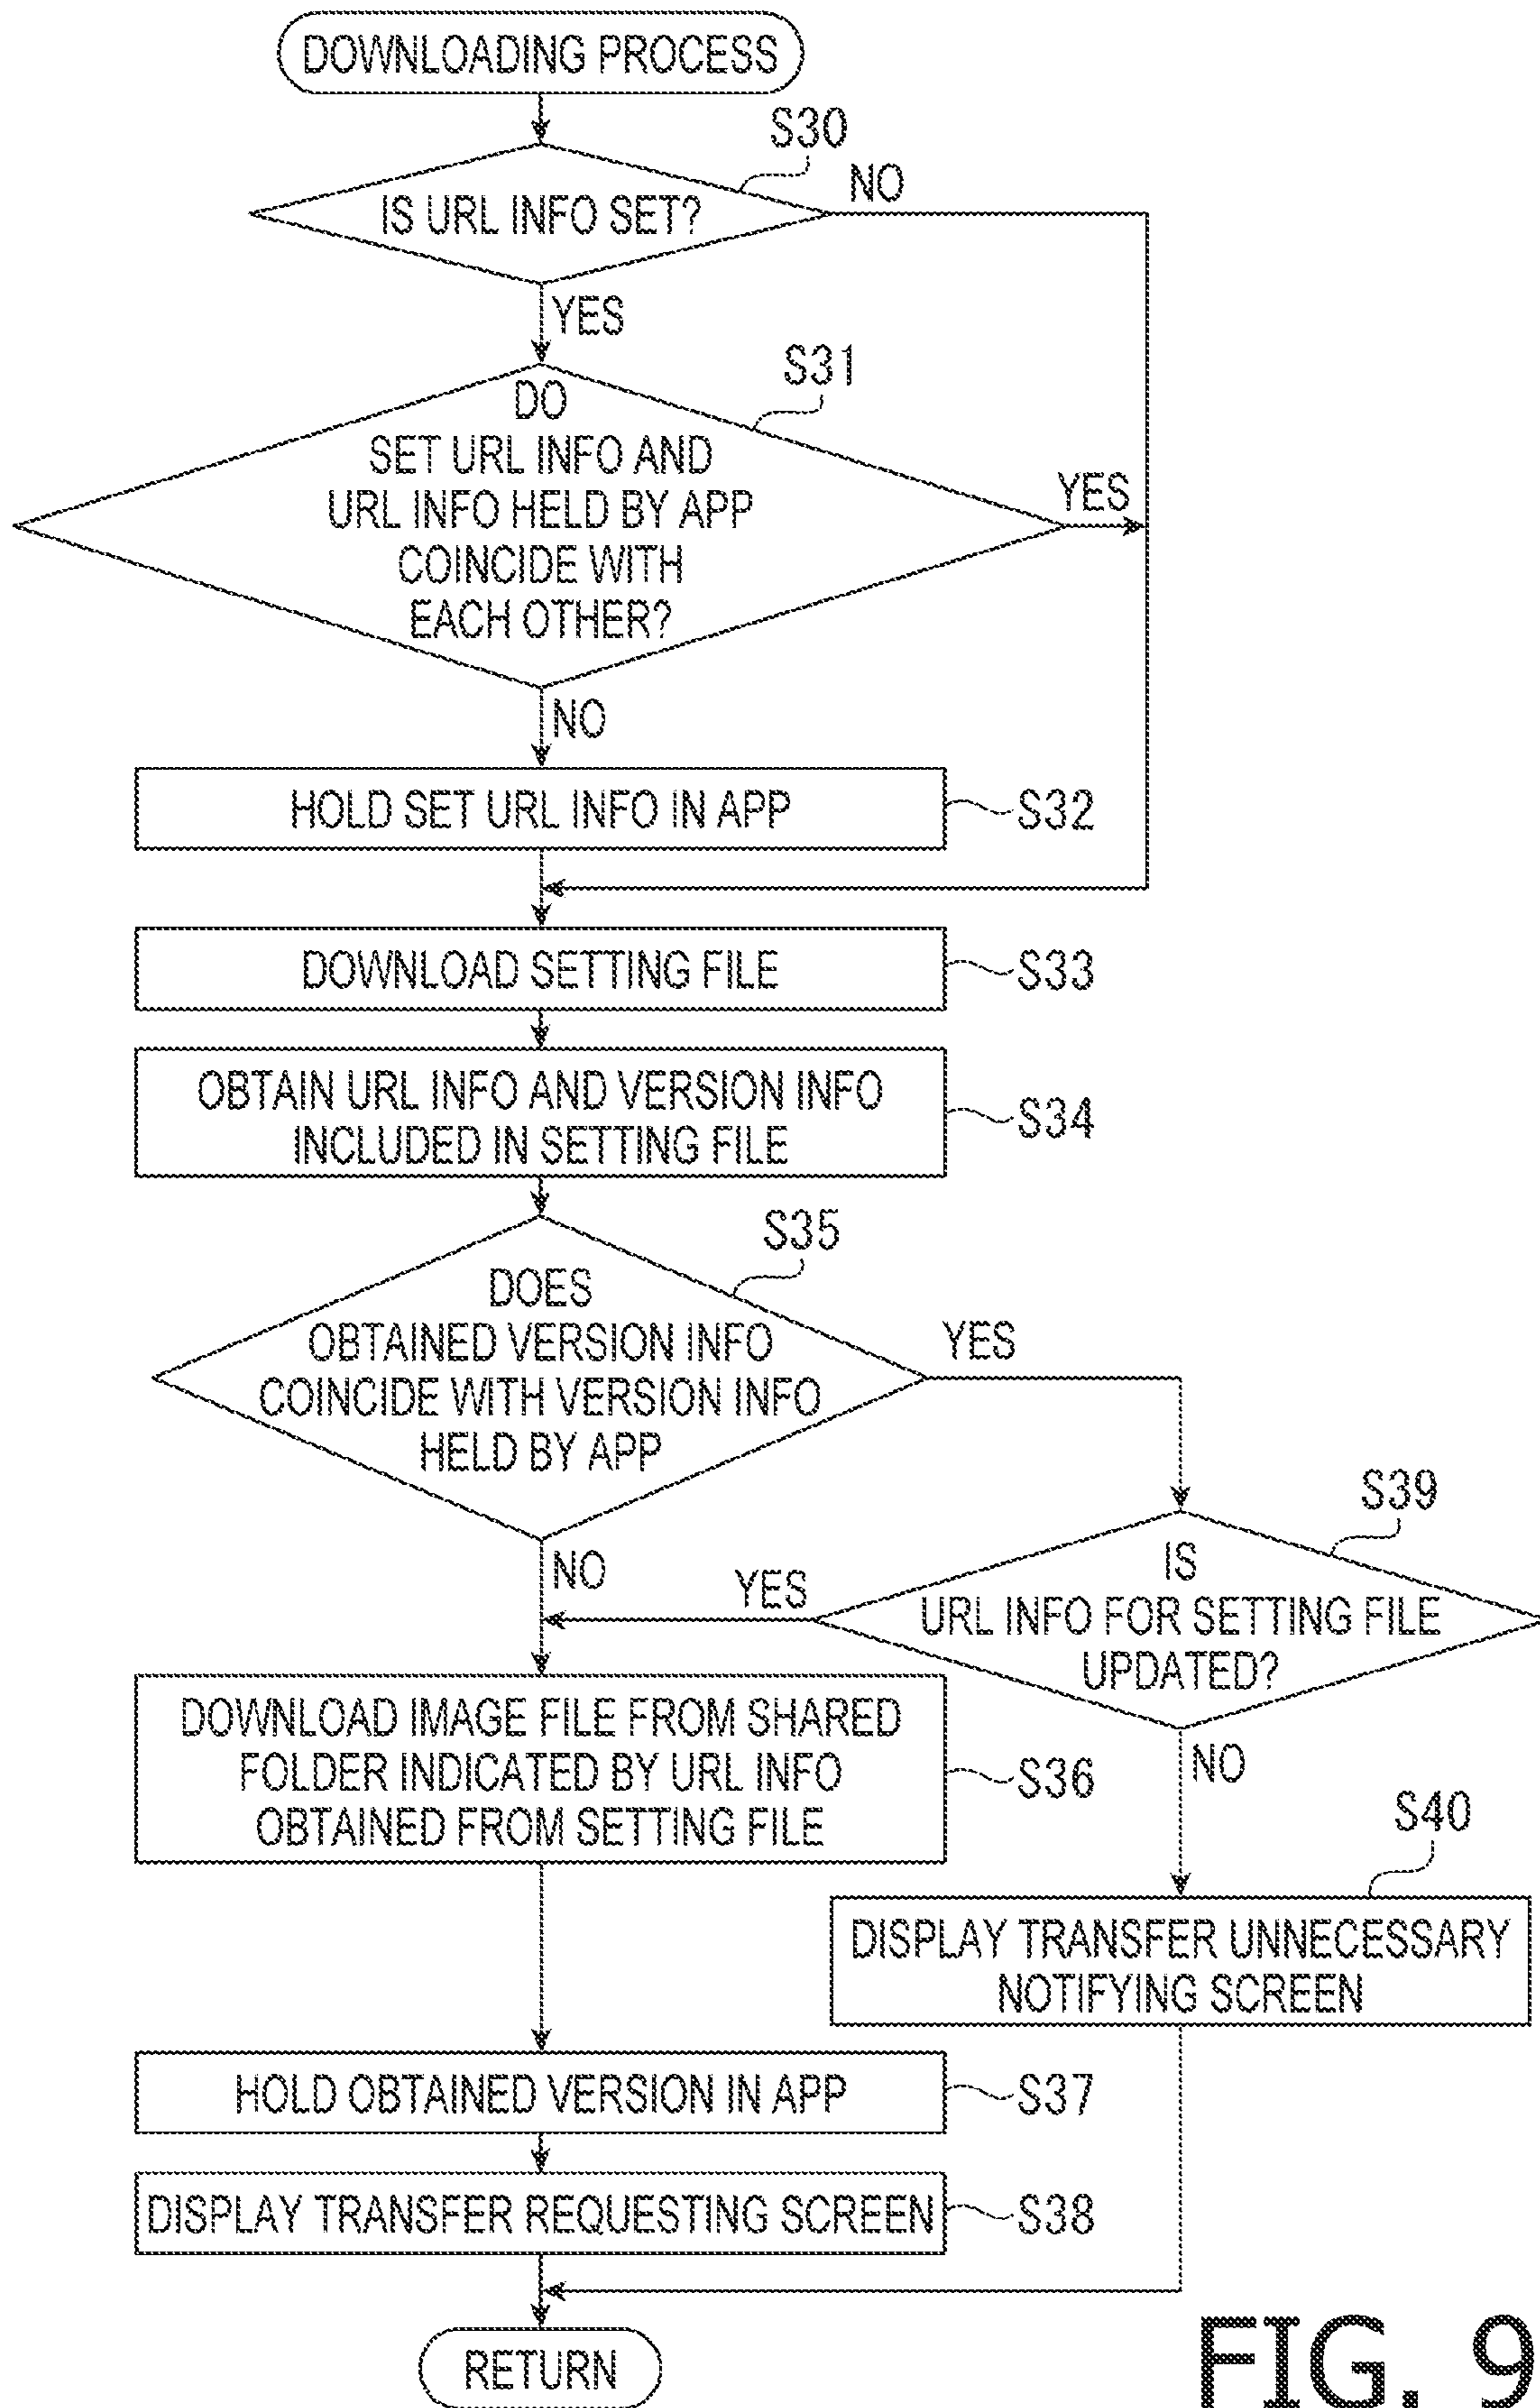 DOWNLOADING PROCESS
S30
IS URL INFO SET?
NO
YES
S31
DO
SET URL INFO AND
URL INFO HELD BY APP
COINCIDE WITH
EACH OTHER?
YES
NO
HOLD SET URL INFO IN APP
S32
DOWNLOAD SETTING FILE
S33
OBTAIN URL INFO AND VERSION INFO
INCLUDED IN SETTING FILE
S34
S35
DOES
OBTAINED VERSION INFO
COINCIDE WITH VERSION INFO
HELD BY APP
YES
NO
S39
IS
URL INFO FOR SETTING FILE
UPDATED?
YES
NO
DOWNLOAD IMAGE FILE FROM SHARED
FOLDER INDICATED BY URL INFO
OBTAINED FROM SETTING FILE
S36
S40
DISPLAY TRANSFER UNNECESSARY
NOTIFYING SCREEN
HOLD OBTAINED VERSION IN APP
S37
DISPLAY TRANSFER REQUESTING SCREEN
S38
RETURN
FIG. 9